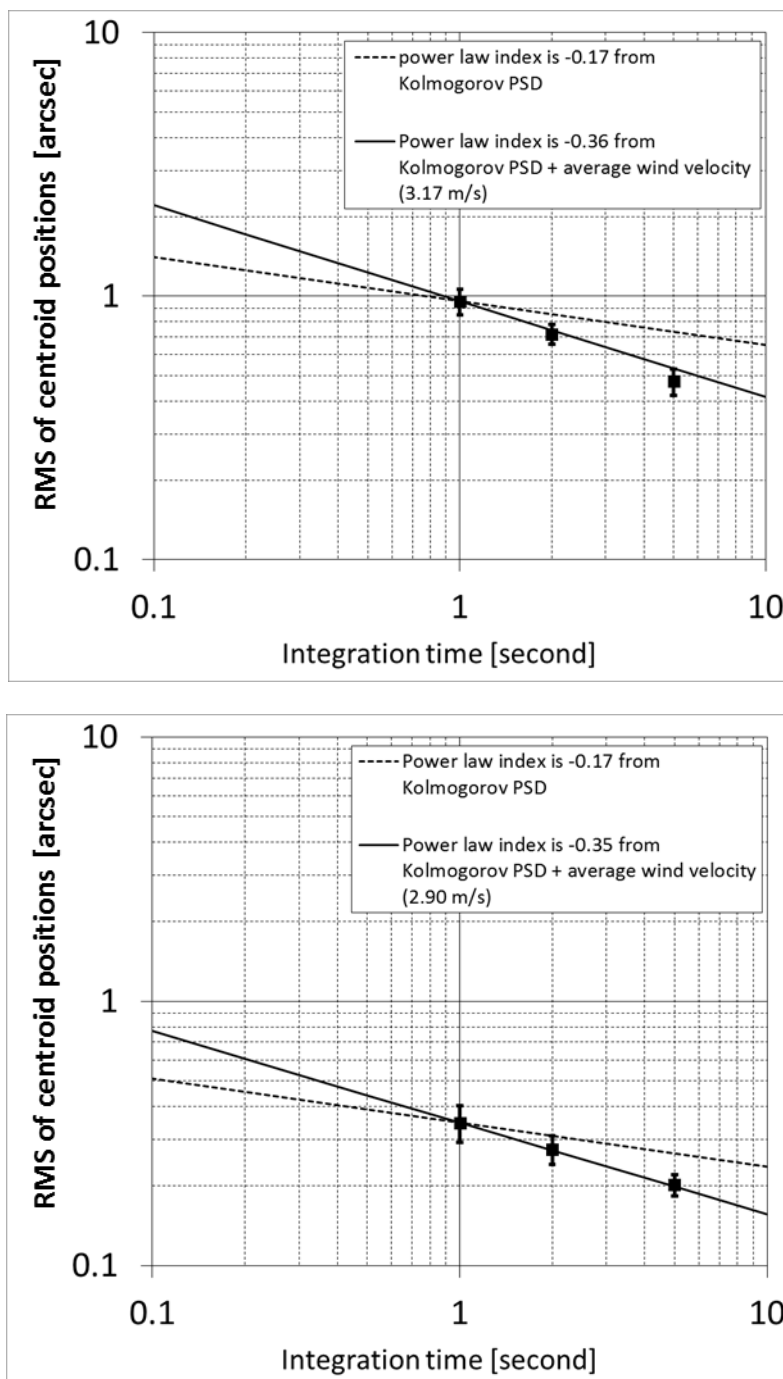 10
power law index is -0.17 from
Kolmogorov PSD
Power law index is -0.36 from
Kolmogorov PSD + average wind velocity
(3.17 m/s)
RMS of centroid positions [arcsec]
1
0.1
0.1
1
10
Integration time [second]
10
Power law index is -0.17 from
Kolmogorov PSD
Power law index is -0.35 from
Kolmogorov PSD + average wind velocity
(2.90 m/s)
RMS of centroid positions [arcsec]
1
0.1
0.1
1
10
Integration time [second]